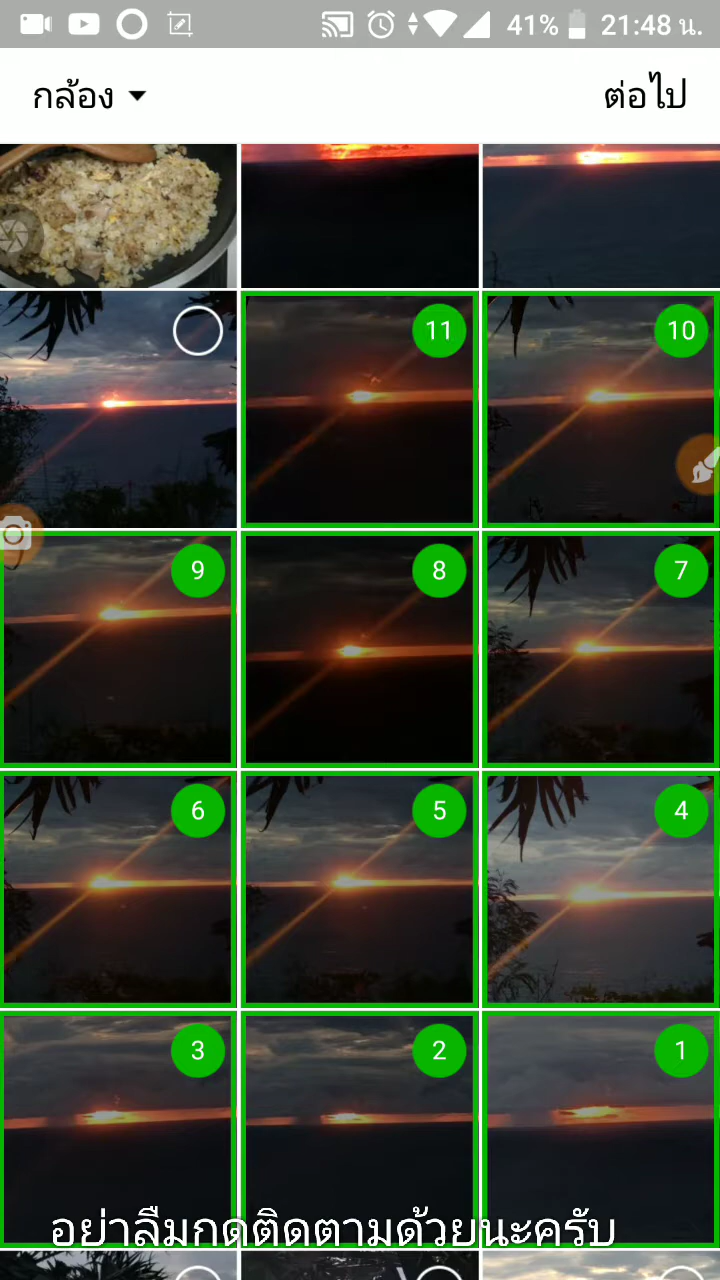 41% 21:48 น.
กล้อง ต่อไป
11 10
9 8 7
6 5 4
3 2 1
อย่าลืมกดติดตามด้วยนะครับ